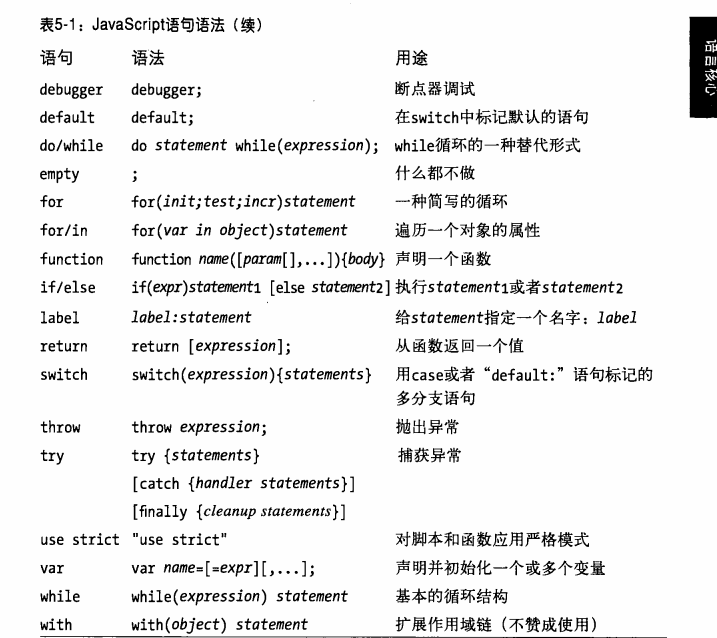 表5-1：JavaScript语句语法（续）
语句 语法 用途
debugger debugger; 断点器调试
default default; 在switch中标记默认的语句
do/while do statement while(expression); while循环的一种替代形式
empty ; 什么都不做
for for(init;test;incr)statement 一种简写的循环
for/in for(var in object)statement 遍历一个对象的属性
function function name([param[],...]){body} 声明一个函数
if/else if(expr)statement1 [else statement2] 执行statement1或者statement2
label label:statement 给statement指定一个名字：label
return return [expression]; 从函数返回一个值
switch switch(expression){statements} 用case或者“default:”语句标记的
多分支语句
throw throw expression; 抛出异常
try try {statements} 捕获异常
[catch {handler statements}]
[finally {cleanup statements}]
use strict "use strict" 对脚本和函数应用严格模式
var var name=[=expr][,...]; 声明并初始化一个或多个变量
while while(expression) statement 基本的循环结构
with with(object) statement 扩展作用域链（不赞成使用）
语言核心